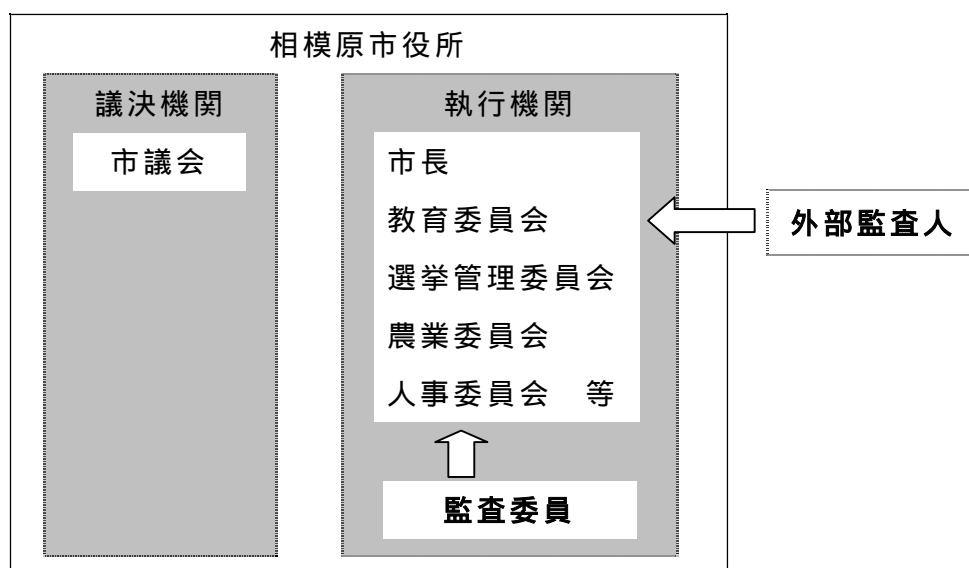 相模原市役所
議決機関
市議会
執行機関
市長
教育委員会
選挙管理委員会
農業委員会
人事委員会　等
監査委員
外部監査人